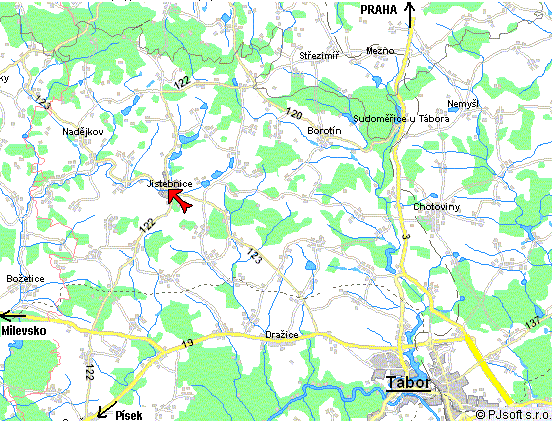 PRAHA
Střezimíř
Mezno
ky
122
123
120
Nemyšl
Sudoměřice u Tábora
Borotín
Nadějkov
Jistebnice
Chotoviny
122
3
123
Božetice
Milevsko
137
Dražice
19
122
Tábor
Písek
© PJsoft s.r.o.